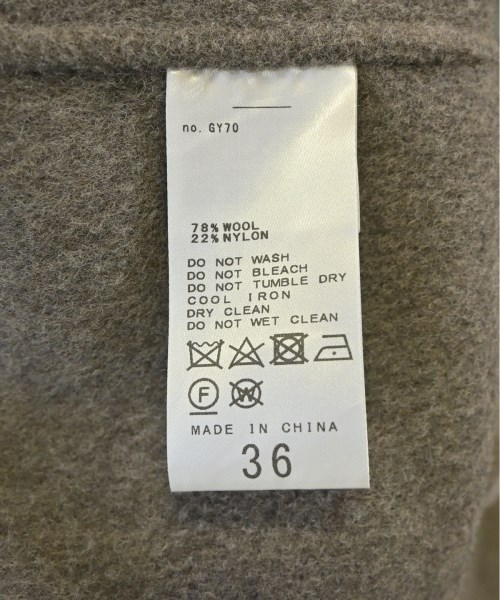 no. GY70
78% WOOL
22% NYLON
DO NOT WASH
DO NOT BLEACH
DO NOT TUMBLE DRY
COOL IRON
DRY CLEAN
DO NOT WET CLEAN
F W
MADE IN CHINA
36